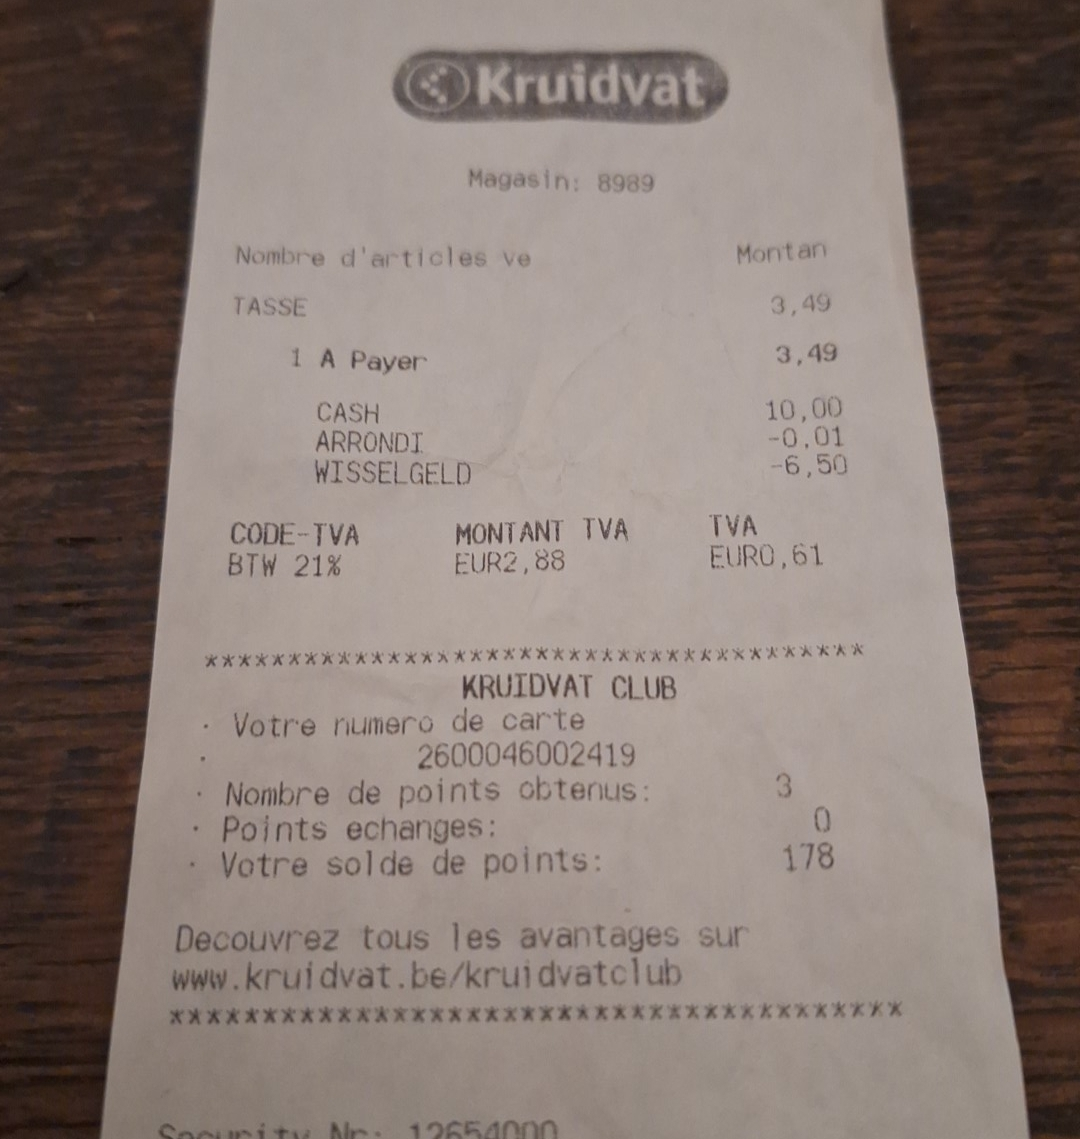 Kruidvat
Magasin: 8989
Nombre d'articles ve Montan
TASSE 3,49
1 A Payer 3,49
CASH 10,00
ARRONDI -0,01
WISSELGELD -6,50
CODE-TVA MONTANT TVA TVA
BTW 21% EUR2,88 EUR0,61
****************************************
KRUIDVAT CLUB
· Votre numero de carte
· 2600046002419
· Nombre de points obtenus: 3
· Points echanges: 0
· Votre solde de points: 178
Decouvrez tous les avantages sur
www.kruidvat.be/kruidvatclub
****************************************
Security Nr: 12654000